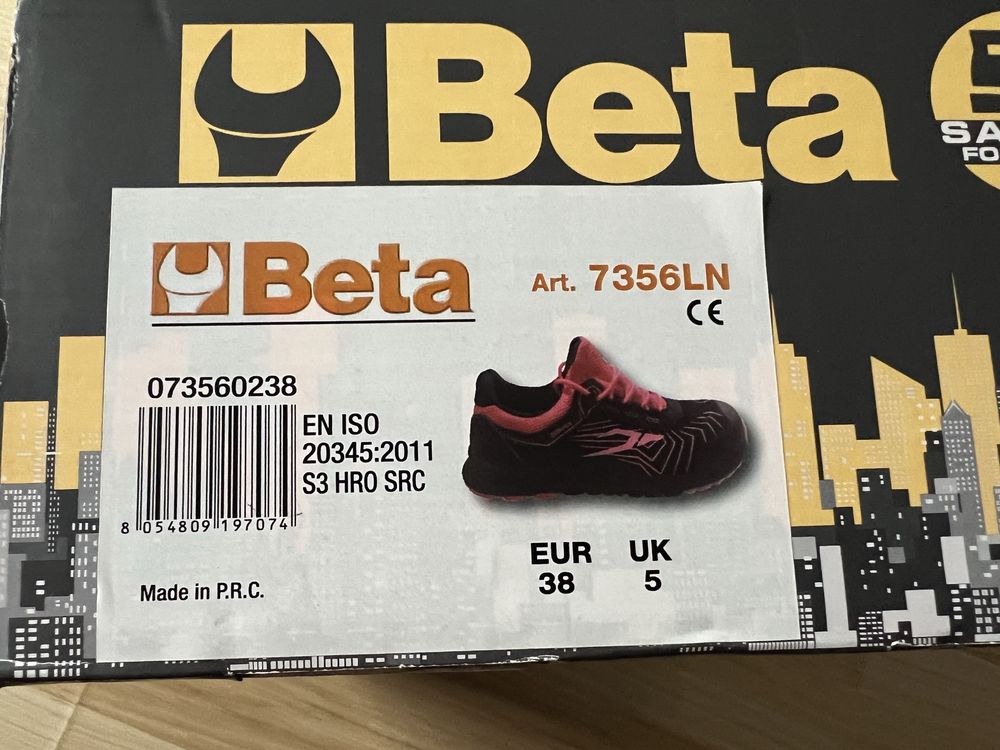 Beta
Beta
Art. 7356LN
CE
073560238
EN ISO
20345:2011
S3 HRO SRC
8 054809 197074
EUR UK
38 5
Made in P.R.C.